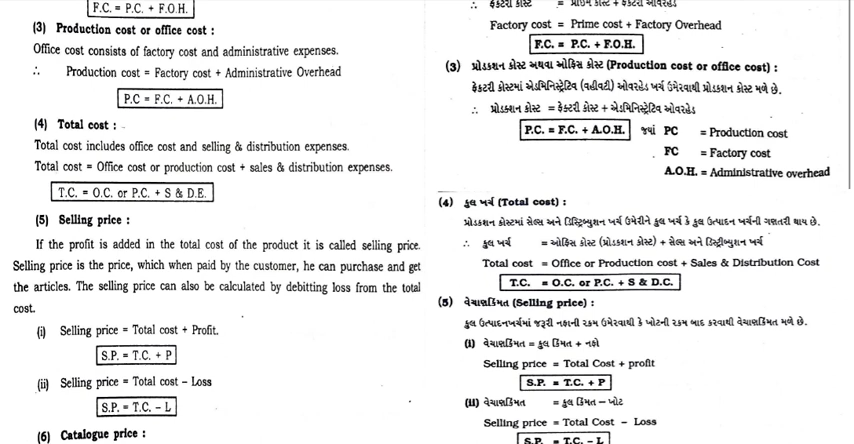 F.C. = P.C. + F.O.H.
(3) Production cost or office cost :
Office cost consists of factory cost and administrative expenses.
∴ Production cost = Factory cost + Administrative Overhead
P.C = F.C. + A.O.H.
(4) Total cost :
Total cost includes office cost and selling & distribution expenses.
Total cost = Office cost or production cost + sales & distribution expenses.
T.C. = O.C. or P.C. + S & D.E.
(5) Selling price :
If the profit is added in the total cost of the product it is called selling price.
Selling price is the price, which when paid by the customer, he can purchase and get
the articles. The selling price can also be calculated by debitting loss from the total
cost.
(i) Selling price = Total cost + Profit.
S.P. = T.C. + P
(ii) Selling price = Total cost – Loss
S.P. = T.C. – L
(6) Catalogue price :
∴ ફેક્ટરી કોસ્ટ = પ્રાઇમ કોસ્ટ + ફેક્ટરી ઓવરહેડ
Factory cost = Prime cost + Factory Overhead
F.C. = P.C. + F.O.H.
(3) પ્રોડક્શન કોસ્ટ અથવા ઓફિસ કોસ્ટ (Production cost or office cost) :
ફેક્ટરી કોસ્ટમાં એડમિનિસ્ટ્રેટિવ (વહીવટી) ઓવરહેડ ખર્ચ ઉમેરવાથી પ્રોડક્શન કોસ્ટ મળે છે.
∴ પ્રોડક્શન કોસ્ટ = ફેક્ટરી કોસ્ટ + એડમિનિસ્ટ્રેટિવ ઓવરહેડ
P.C. = F.C. + A.O.H. જ્યાં PC = Production cost
FC = Factory cost
A.O.H. = Administrative overhead
(4) કુલ ખર્ચ (Total cost) :
પ્રોડક્શન કોસ્ટમાં સેલ્સ અને ડિસ્ટ્રિબ્યુશન ખર્ચ ઉમેરીને કુલ ખર્ચ કે કુલ ઉત્પાદન ખર્ચની ગણતરી થાય છે.
∴ કુલ ખર્ચ = ઓફિસ કોસ્ટ (પ્રોડક્શન કોસ્ટ) + સેલ્સ અને ડિસ્ટ્રીબ્યુશન ખર્ચ
Total cost = Office or Production cost + Sales & Distribution Cost
T.C. = O.C. or P.C. + S & D.C.
(5) વેચાણકિંમત (Selling price) :
કુલ ઉત્પાદનખર્ચમાં જરૂરી નફાની રકમ ઉમેરવાથી કે ખોટની રકમ બાદ કરવાથી વેચાણકિંમત મળે છે.
(i) વેચાણકિંમત = કુલ કિંમત + નફો
Selling price = Total Cost + profit
S.P. = T.C. + P
(ii) વેચાણકિંમત = કુલ કિંમત – ખોટ
Selling price = Total Cost – Loss
S.P. = T.C. – L